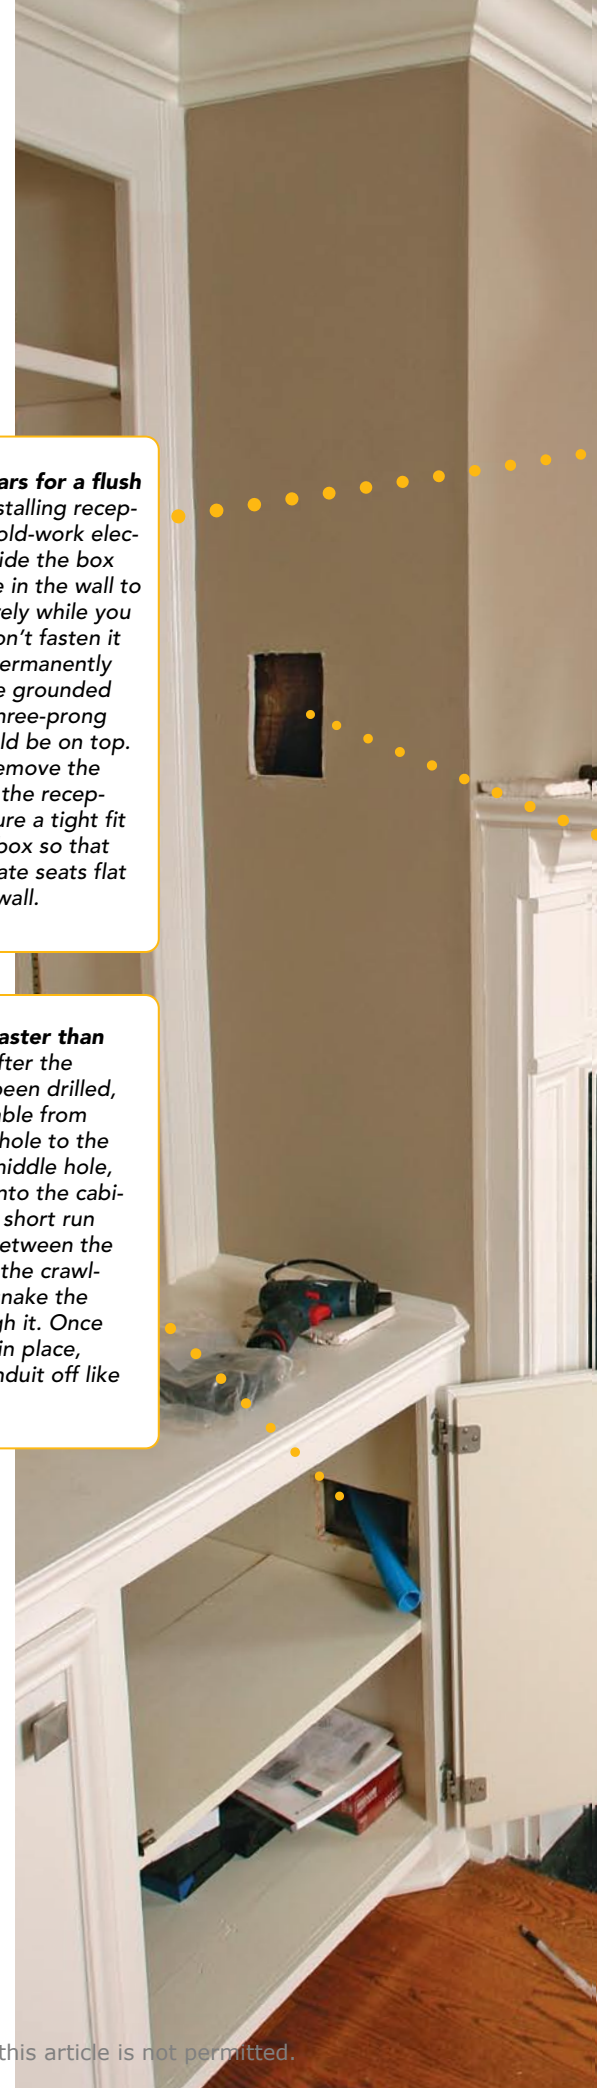 ars for a flush
stalling recep-
old-work elec-
ide the box
e in the wall to
ely while you
on't fasten it
ermanently
e grounded
hree-prong
ld be on top.
emove the
the recep-
ure a tight fit
box so that
ate seats flat
wall.
aster than
fter the
been drilled,
able from
hole to the
middle hole,
nto the cabi-
short run
etween the
the crawl-
nake the
gh it. Once
in place,
nduit off like
this article is not permitted.